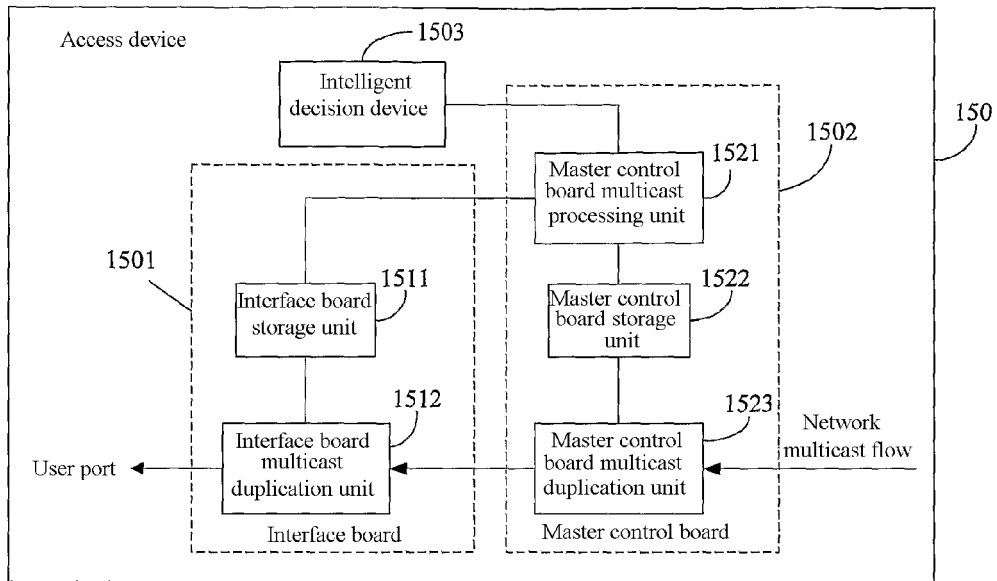 Access device
1503
Intelligent
decision device
150
1502
1521
Master control
board multicast
processing unit
1501
1511
Interface board
storage unit
1522
Master control
board storage
unit
1512
Interface board
multicast
duplication unit
1523
Master control
board multicast
duplication unit
Network
multicast flow
User port
Interface board
Master control board